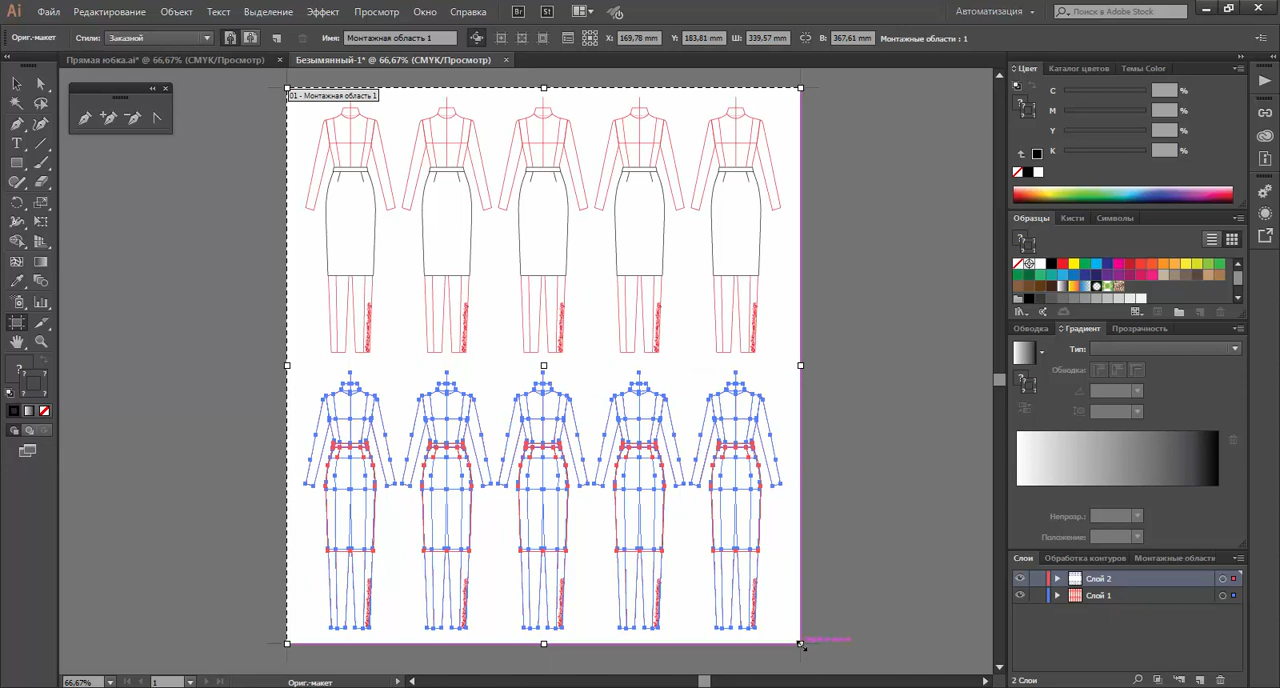 Ai Файл Редактирование Объект Текст Выделение Эффект Просмотр Окно Справка Br St Автоматизация Поиск в Adobe Stock
Ориг.-макет Стили: Заказной Имя: Монтажная область 1 X: 169,78 mm Y: 183,81 mm Ш: 339,57 mm В: 367,61 mm Монтажные области : 1
Прямая юбка.ai* @ 66,67% (CMYK/Просмотр) × Безымянный-1* @ 66,67% (CMYK/Просмотр) ×
01 - Монтажная область 1
Цвет Каталог цветов Темы Color
C %
M %
Y %
K %
Образцы Кисти Символы
Обводка Градиент Прозрачность
Тип:
Обводка:
Непрозр.:
Положение:
Слои Обработка контуров Монтажные области
Слой 2
Слой 1
2 Слои
66,67% 1 Ориг.-макет